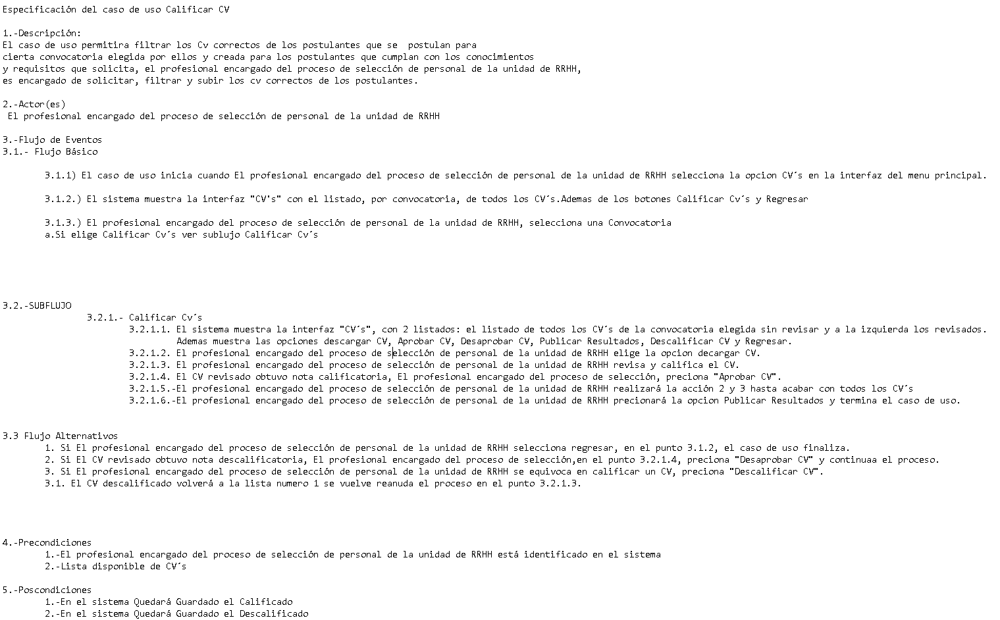 Especificación del caso de uso Calificar CV
1.-Descripción:
El caso de uso permitira filtrar los Cv correctos de los postulantes que se  postulan para
cierta convocatoria elegida por ellos y creada para los postulantes que cumplan con los conocimientos
y requisitos que solicita, el profesional encargado del proceso de selección de personal de la unidad de RRHH,
es encargado de solicitar, filtrar y subir los cv correctos de los postulantes.
2.-Actor(es)
El profesional encargado del proceso de selección de personal de la unidad de RRHH
3.-Flujo de Eventos
3.1.- Flujo Básico
3.1.1) El caso de uso inicia cuando El profesional encargado del proceso de selección de personal de la unidad de RRHH selecciona la opcion CV´s en la interfaz del menu principal.
3.1.2.) El sistema muestra la interfaz "CV's" con el listado, por convocatoria, de todos los CV´s.Ademas de los botones Calificar Cv´s y Regresar
3.1.3.) El profesional encargado del proceso de selección de personal de la unidad de RRHH, selecciona una Convocatoria
a.Si elige Calificar Cv´s ver sublujo Calificar Cv´s
3.2.-SUBFLUJO
3.2.1.- Calificar Cv´s
3.2.1.1. El sistema muestra la interfaz "CV´s", con 2 listados: el listado de todos los CV´s de la convocatoria elegida sin revisar y a la izquierda los revisados.
Ademas muestra las opciones descargar CV, Aprobar CV, Desaprobar CV, Publicar Resultados, Descalificar CV y Regresar.
3.2.1.2. El profesional encargado del proceso de selección de personal de la unidad de RRHH elige la opcion decargar CV.
3.2.1.3. El profesional encargado del proceso de selección de personal de la unidad de RRHH revisa y califica el CV.
3.2.1.4. El CV revisado obtuvo nota calificatoria, El profesional encargado del proceso de selección, preciona "Aprobar CV".
3.2.1.5.-El profesional encargado del proceso de selección de personal de la unidad de RRHH realizará la acción 2 y 3 hasta acabar con todos los CV´s
3.2.1.6.-El profesional encargado del proceso de selección de personal de la unidad de RRHH precionará la opcion Publicar Resultados y termina el caso de uso.
3.3 Flujo Alternativos
1. Si El profesional encargado del proceso de selección de personal de la unidad de RRHH selecciona regresar, en el punto 3.1.2, el caso de uso finaliza.
2. Si El CV revisado obtuvo nota descalificatoria, El profesional encargado del proceso de selección,en el punto 3.2.1.4, preciona "Desaprobar CV" y continuaa el proceso.
3. Si El profesional encargado del proceso de selección de personal de la unidad de RRHH se equivoca en calificar un CV, preciona "Descalificar CV".
3.1. El CV descalificado volverá a la lista numero 1 se vuelve reanuda el proceso en el punto 3.2.1.3.
4.-Precondiciones
1.-El profesional encargado del proceso de selección de personal de la unidad de RRHH está identificado en el sistema
2.-Lista disponible de CV´s
5.-Poscondiciones
1.-En el sistema Quedará Guardado el Calificado
2.-En el sistema Quedará Guardado el Descalificado